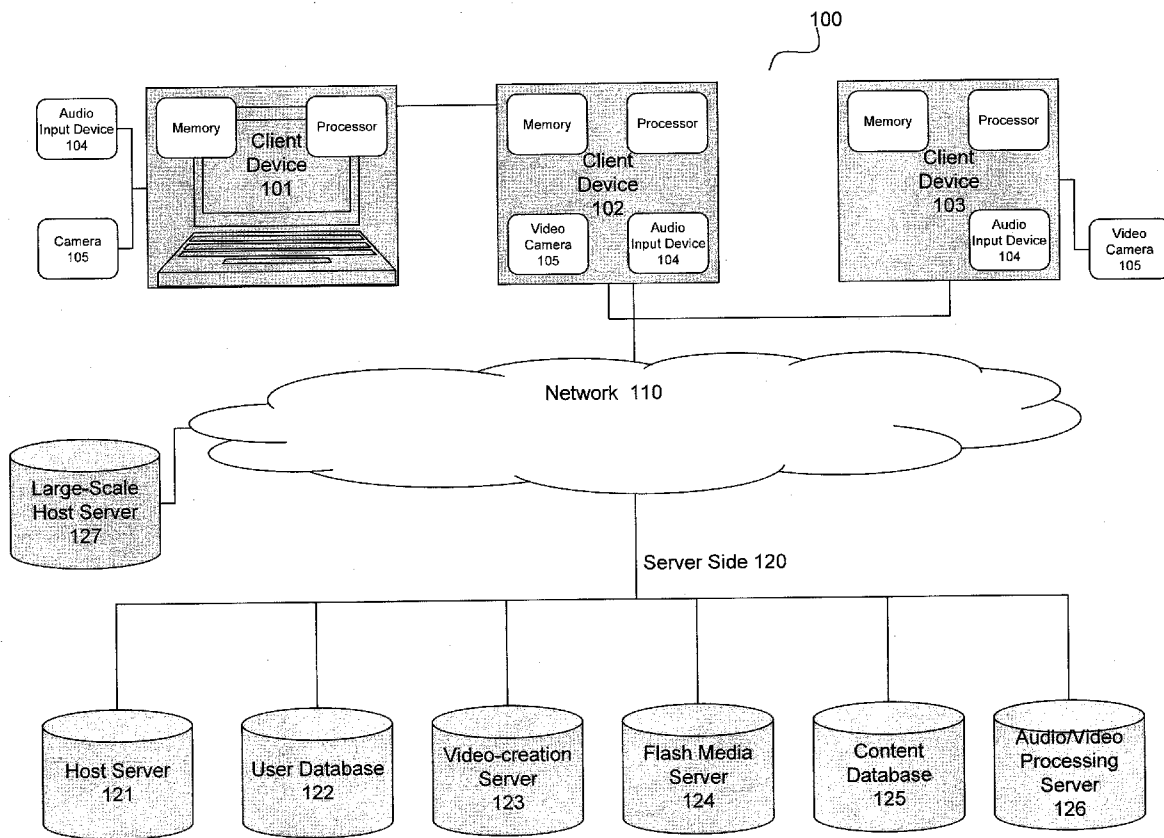 100
Audio
Input Device
104
Camera
105
Memory
Processor
Client
Device
101
Memory
Processor
Client
Device
102
Video
Camera
105
Audio
Input Device
104
Memory
Processor
Client
Device
103
Audio
Input Device
104
Video
Camera
105
Network 110
Large-Scale
Host Server
127
Server Side 120
Host Server
121
User Database
122
Video-creation
Server
123
Flash Media
Server
124
Content
Database
125
Audio/Video
Processing
Server
126